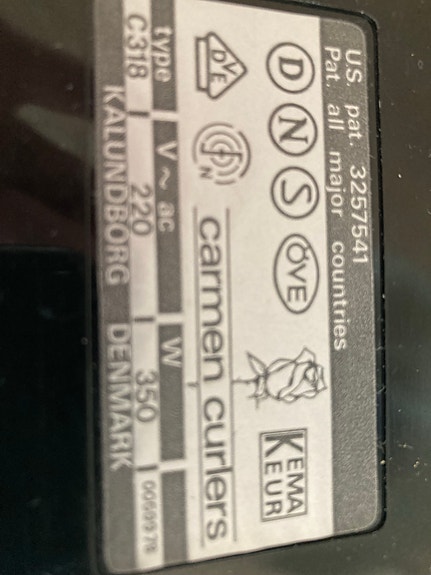 U.S. pat. 3257541
Pat. all major countries
D N S ÖVE KEMA KEUR
DVE N carmen curlers
type V ~ ac W
C318 220 350
KALUNDBORG DENMARK